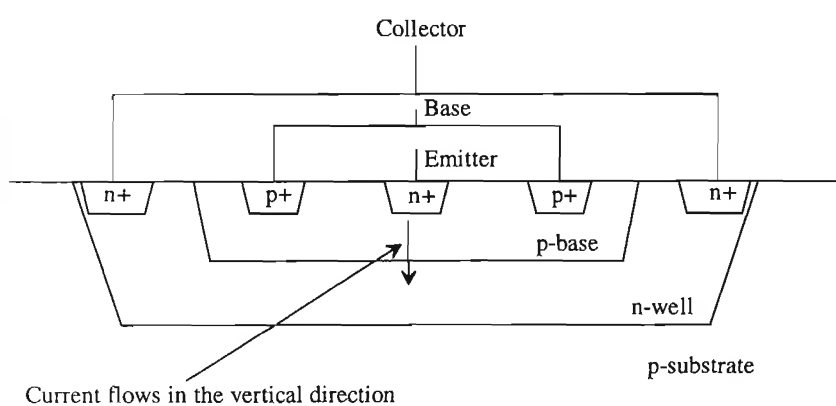 Collector
Base
Emitter
n+ p+ n+ p+ n+
p-base
n-well
p-substrate
Current flows in the vertical direction